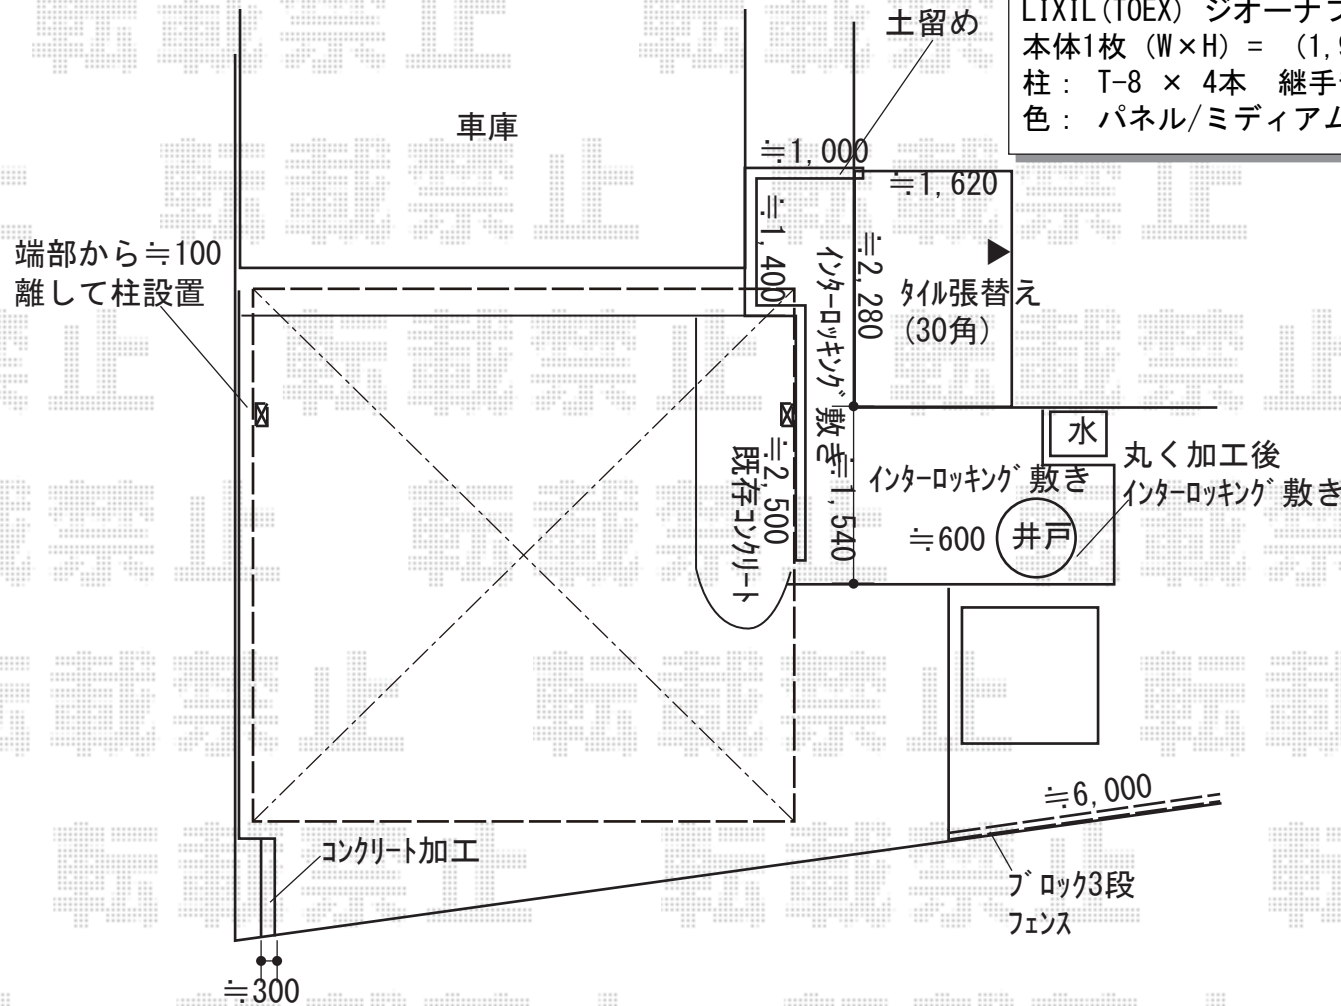 LIXIL(TOEX) ジオーナフ
本体1枚 (W×H) = (1,9
柱： T-8 × 4本 継手
色： パネル/ミディアム
土留め
車庫
≒1,000
≒1,620
≒1,400
インターロッキング敷き
≒2,280
タイル張替え
(30角)
端部から≒100
離して柱設置
水
丸く加工後
インターロッキング敷き
既存コンクリート
≒2,500
≒1,540
インターロッキング敷き
≒600
井戸
≒6,000
コンクリート加工
ブロック3段
フェンス
≒300
転載禁止